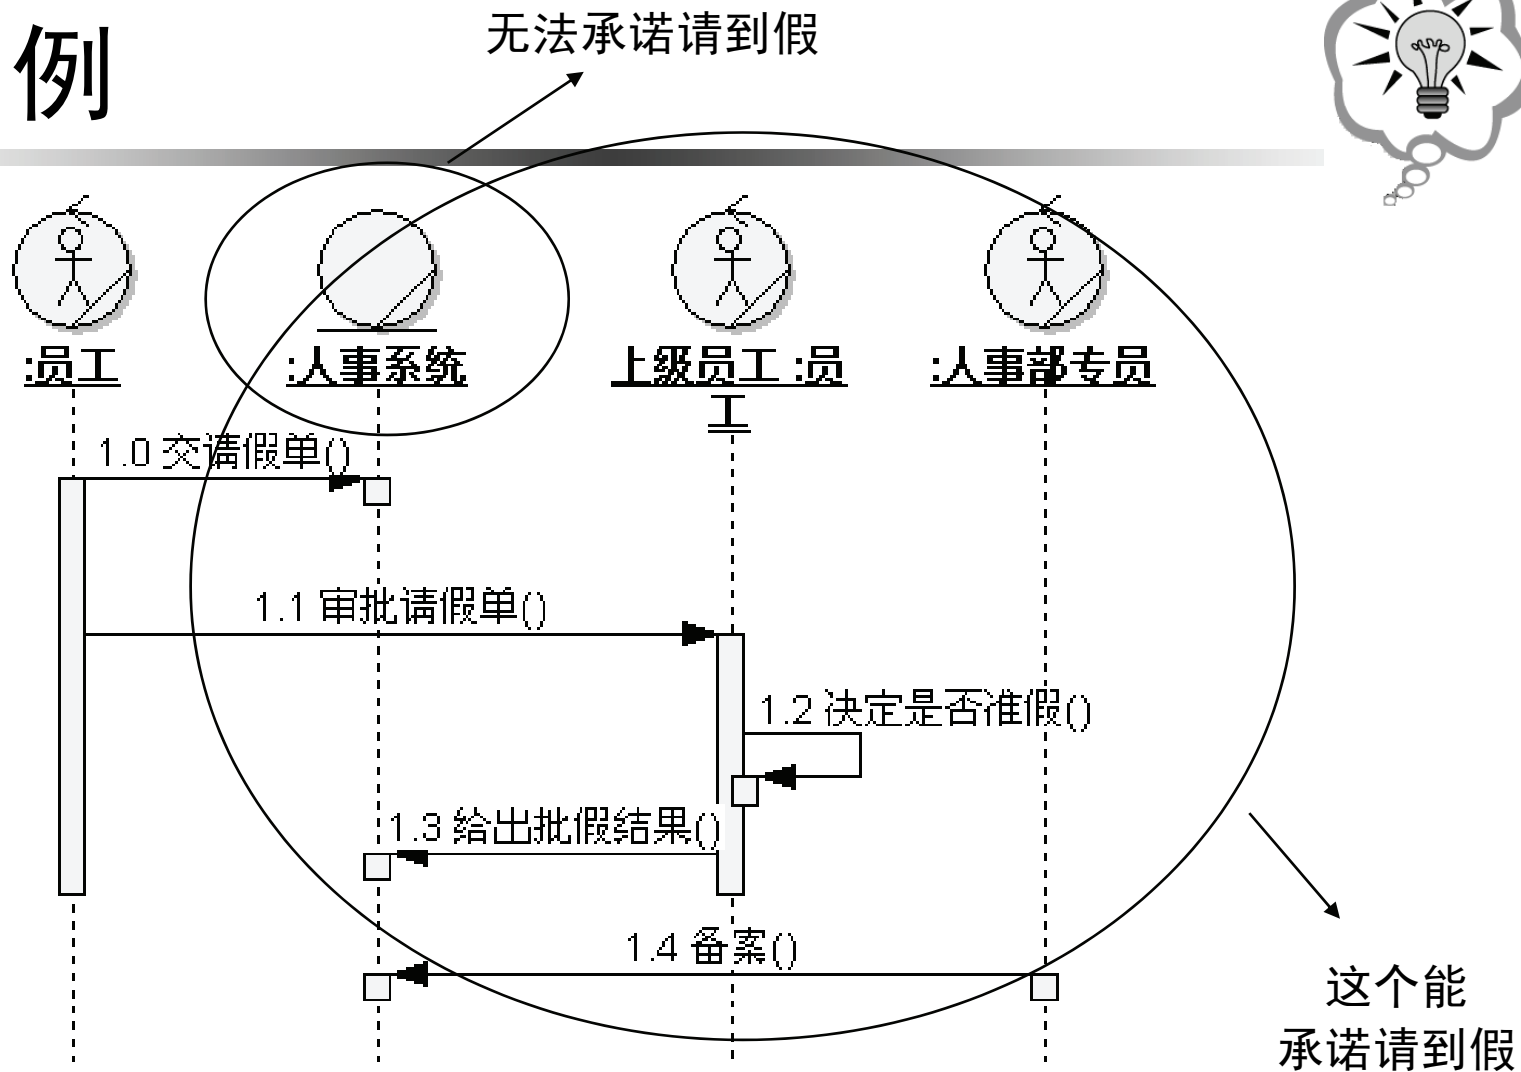 无法承诺请到假
例
:员工
:人事系统
上级员工 :员
工
:人事部专员
1.0 交请假单()
1.1 审批请假单()
1.2 决定是否准假()
1.3 给出批假结果()
1.4 备案()
这个能
承诺请到假